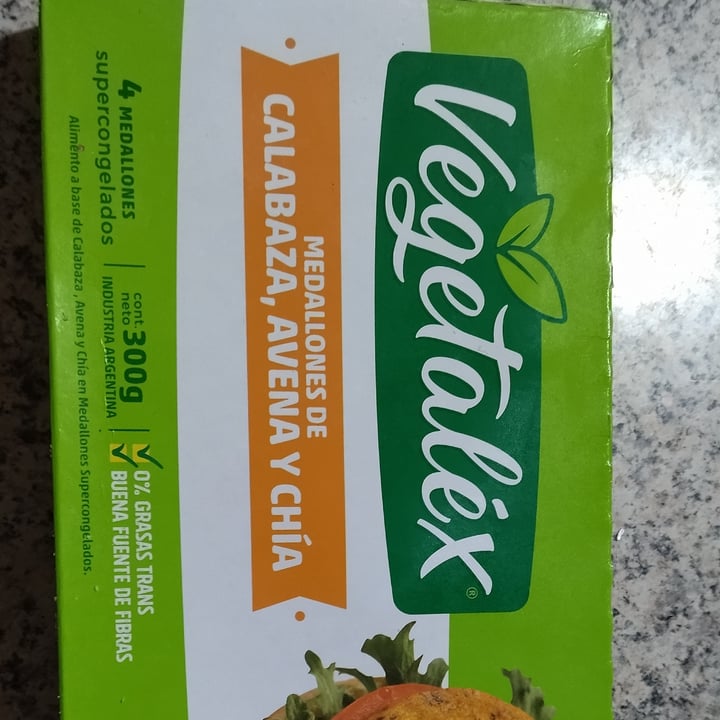 Vegetaléx®
MEDALLONES DE
CALABAZA, AVENA Y CHÍA
4 MEDALLONES
supercongelados
cont. neto 300g
INDUSTRIA ARGENTINA
0% GRASAS TRANS
BUENA FUENTE DE FIBRAS
Alimento a base de Calabaza, Avena y Chía en Medallones Supercongelados.